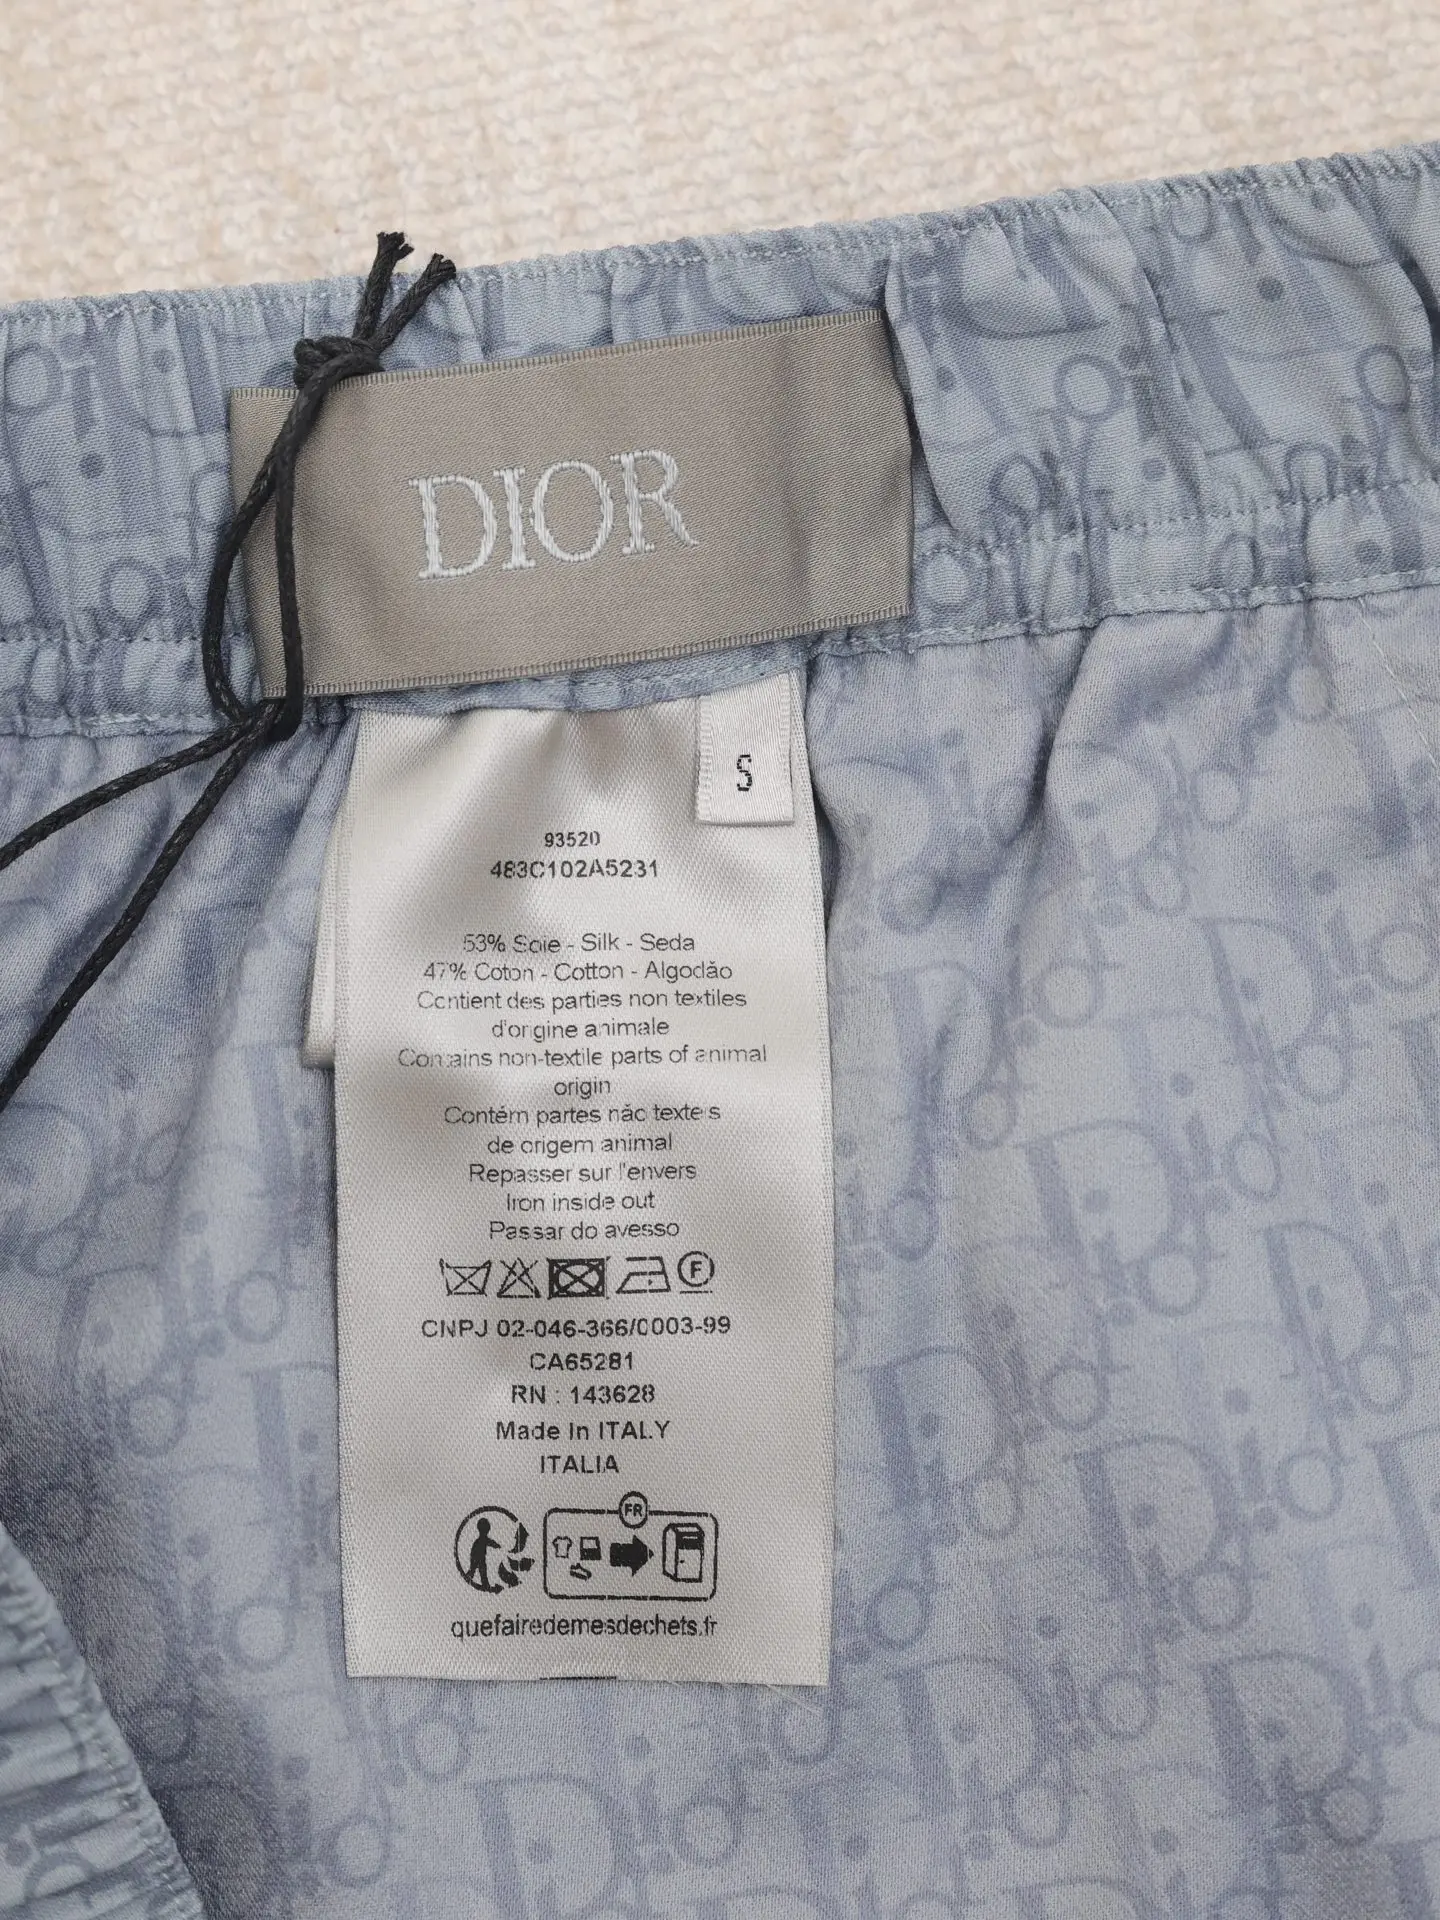 DIOR
S
93520
483C102A5231
53% Soie - Silk - Seda
47% Coton - Cotton - Algodão
Contient des parties non textiles
d'origine animale
Contains non-textile parts of animal
origin
Contém partes não texteis
de origem animal
Repasser sur l'envers
Iron inside out
Passar do avesso
F
CNPJ 02-046-366/0003-99
CA65281
RN : 143628
Made In ITALY
ITALIA
FR
quefairedemesdechets.fr